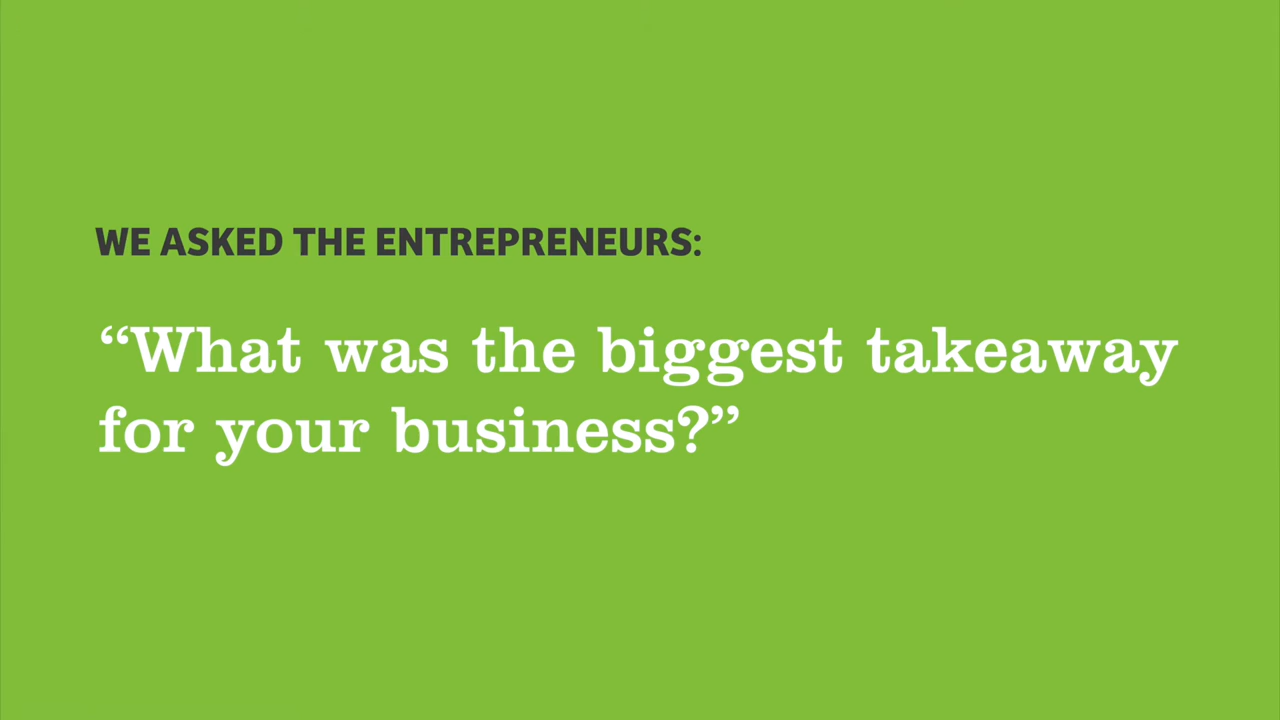 WE ASKED THE ENTREPRENEURS:
“What was the biggest takeaway
for your business?”